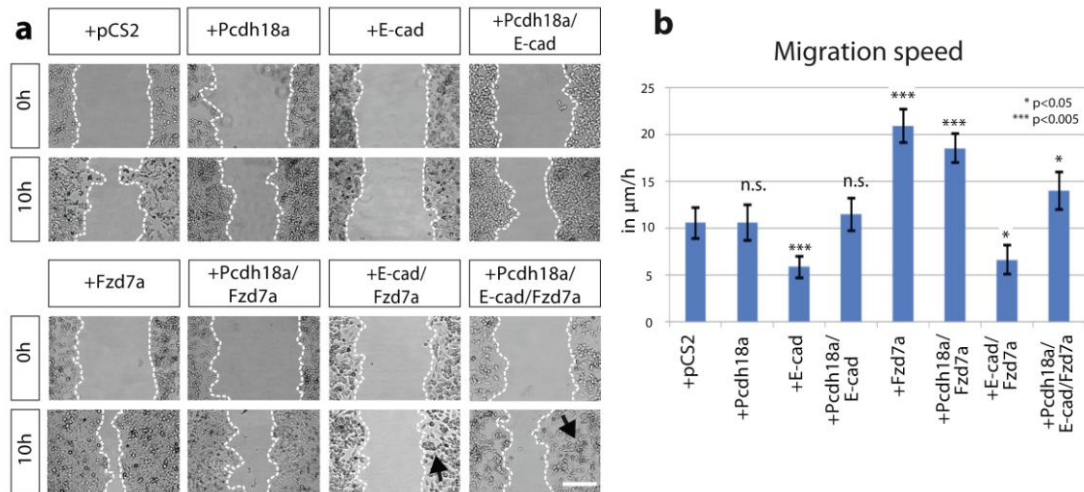 a
+pCS2
+Pcdh18a
+E-cad
+Pcdh18a/
E-cad
0h
10h
+Fzd7a
+Pcdh18a/
Fzd7a
+E-cad/
Fzd7a
+Pcdh18a/
E-cad/Fzd7a
0h
10h
b
Migration speed
* p<0.05
*** p<0.005
in µm/h
25
20
15
10
5
0
n.s.
***
n.s.
***
***
*
*
+pCS2
+Pcdh18a
+E-cad
+Pcdh18a/
E-cad
+Fzd7a
+Pcdh18a/
Fzd7a
+E-cad/
Fzd7a
+Pcdh18a/
E-cad/Fzd7a